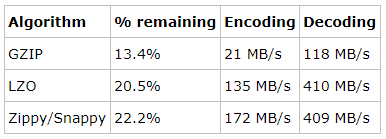 Algorithm % remaining Encoding Decoding
GZIP 13.4% 21 MB/s 118 MB/s
LZO 20.5% 135 MB/s 410 MB/s
Zippy/Snappy 22.2% 172 MB/s 409 MB/s